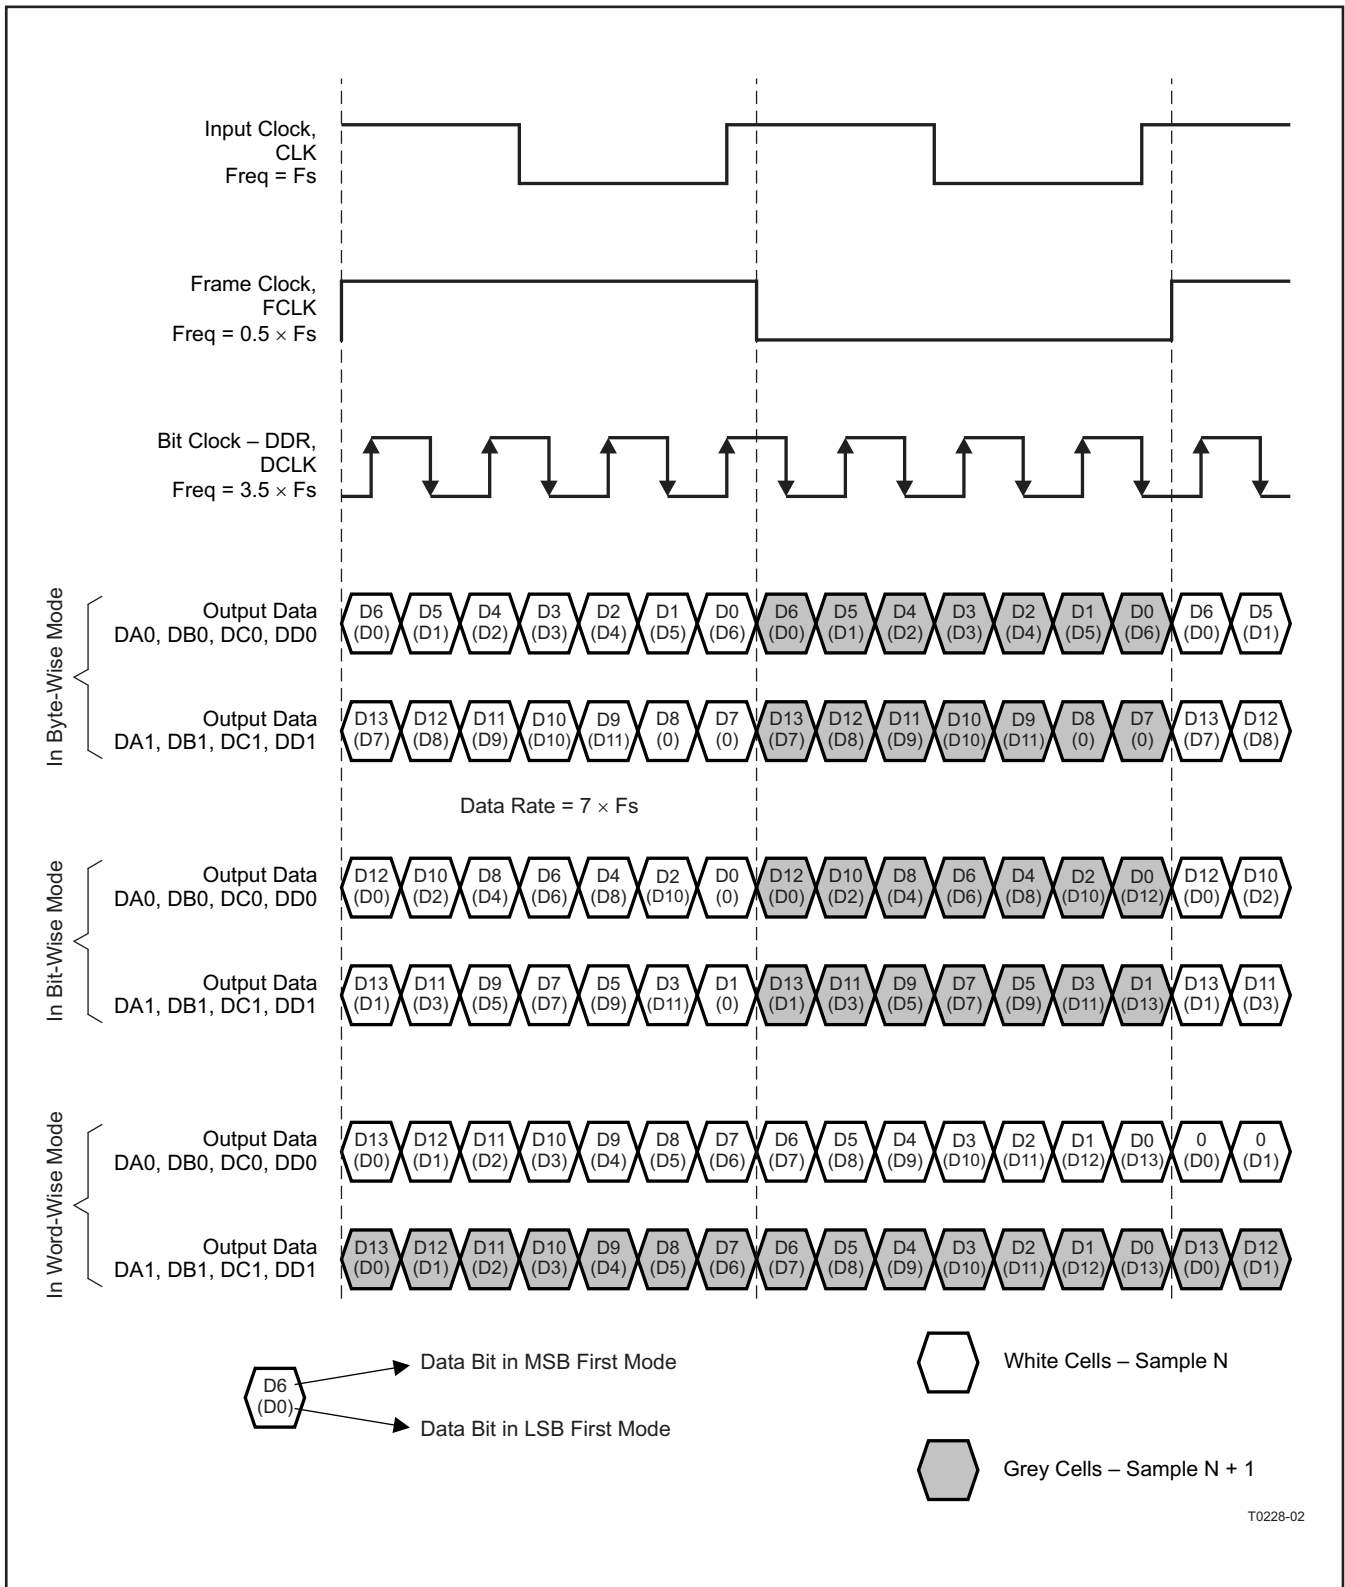 Input Clock,
CLK
Freq = Fs
Frame Clock,
FCLK
Freq = 0.5 × Fs
Bit Clock – DDR,
DCLK
Freq = 3.5 × Fs
In Byte-Wise Mode
Output Data
DA0, DB0, DC0, DD0
D6 D5 D4 D3 D2 D1 D0 D6 D5 D4 D3 D2 D1 D0 D6 D5
(D0) (D1) (D2) (D3) (D4) (D5) (D6) (D0) (D1) (D2) (D3) (D4) (D5) (D6) (D0) (D1)
Output Data
DA1, DB1, DC1, DD1
D13 D12 D11 D10 D9 D8 D7 D13 D12 D11 D10 D9 D8 D7 D13 D12
(D7) (D8) (D9) (D10) (D11) (0) (0) (D7) (D8) (D9) (D10) (D11) (0) (0) (D7) (D8)
Data Rate = 7 × Fs
In Bit-Wise Mode
Output Data
DA0, DB0, DC0, DD0
D12 D10 D8 D6 D4 D2 D0 D12 D10 D8 D6 D4 D2 D0 D12 D10
(D0) (D2) (D4) (D6) (D8) (D10) (0) (D0) (D2) (D4) (D6) (D8) (D10) (D12) (D0) (D2)
Output Data
DA1, DB1, DC1, DD1
D13 D11 D9 D7 D5 D3 D1 D13 D11 D9 D7 D5 D3 D1 D13 D11
(D1) (D3) (D5) (D7) (D9) (D11) (0) (D1) (D3) (D5) (D7) (D9) (D11) (D13) (D1) (D3)
In Word-Wise Mode
Output Data
DA0, DB0, DC0, DD0
D13 D12 D11 D10 D9 D8 D7 D6 D5 D4 D3 D2 D1 D0 0 0
(D0) (D1) (D2) (D3) (D4) (D5) (D6) (D7) (D8) (D9) (D10) (D11) (D12) (D13) (D0) (D1)
Output Data
DA1, DB1, DC1, DD1
D13 D12 D11 D10 D9 D8 D7 D6 D5 D4 D3 D2 D1 D0 D13 D12
(D0) (D1) (D2) (D3) (D4) (D5) (D6) (D7) (D8) (D9) (D10) (D11) (D12) (D13) (D0) (D1)
D6
(D0)
Data Bit in MSB First Mode
Data Bit in LSB First Mode
White Cells – Sample N
Grey Cells – Sample N + 1
T0228-02